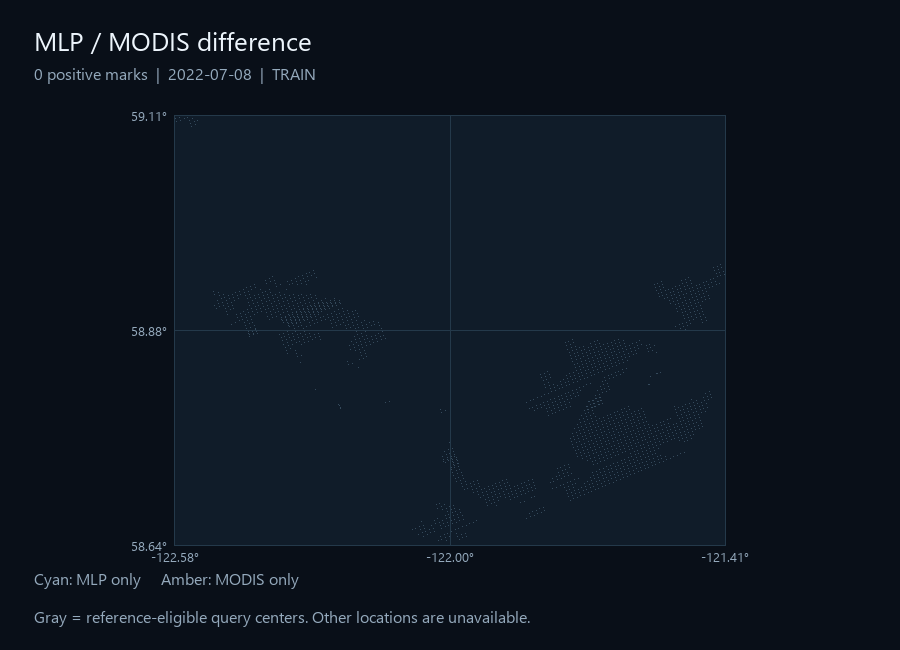 MLP / MODIS difference
0 positive marks | 2022-07-08 | TRAIN
59.11°
58.88°
58.64°
-122.58° -122.00° -121.41°
Cyan: MLP only Amber: MODIS only
Gray = reference-eligible query centers. Other locations are unavailable.